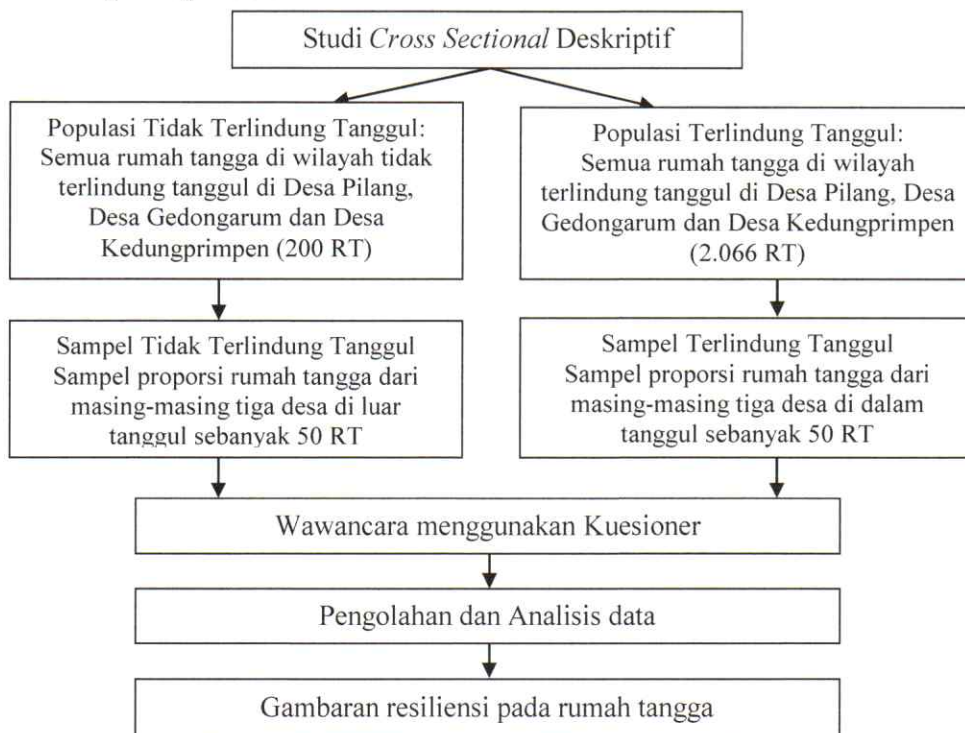 Studi Cross Sectional Deskriptif
Populasi Tidak Terlindung Tanggul:
Semua rumah tangga di wilayah tidak
terlindung tanggul di Desa Pilang,
Desa Gedongarum dan Desa
Kedungprimpen (200 RT)
Populasi Terlindung Tanggul:
Semua rumah tangga di wilayah
terlindung tanggul di Desa Pilang, Desa
Gedongarum dan Desa Kedungprimpen
(2.066 RT)
Sampel Tidak Terlindung Tanggul
Sampel proporsi rumah tangga dari
masing-masing tiga desa di luar
tanggul sebanyak 50 RT
Sampel Terlindung Tanggul
Sampel proporsi rumah tangga dari
masing-masing tiga desa di dalam
tanggul sebanyak 50 RT
Wawancara menggunakan Kuesioner
Pengolahan dan Analisis data
Gambaran resiliensi pada rumah tangga